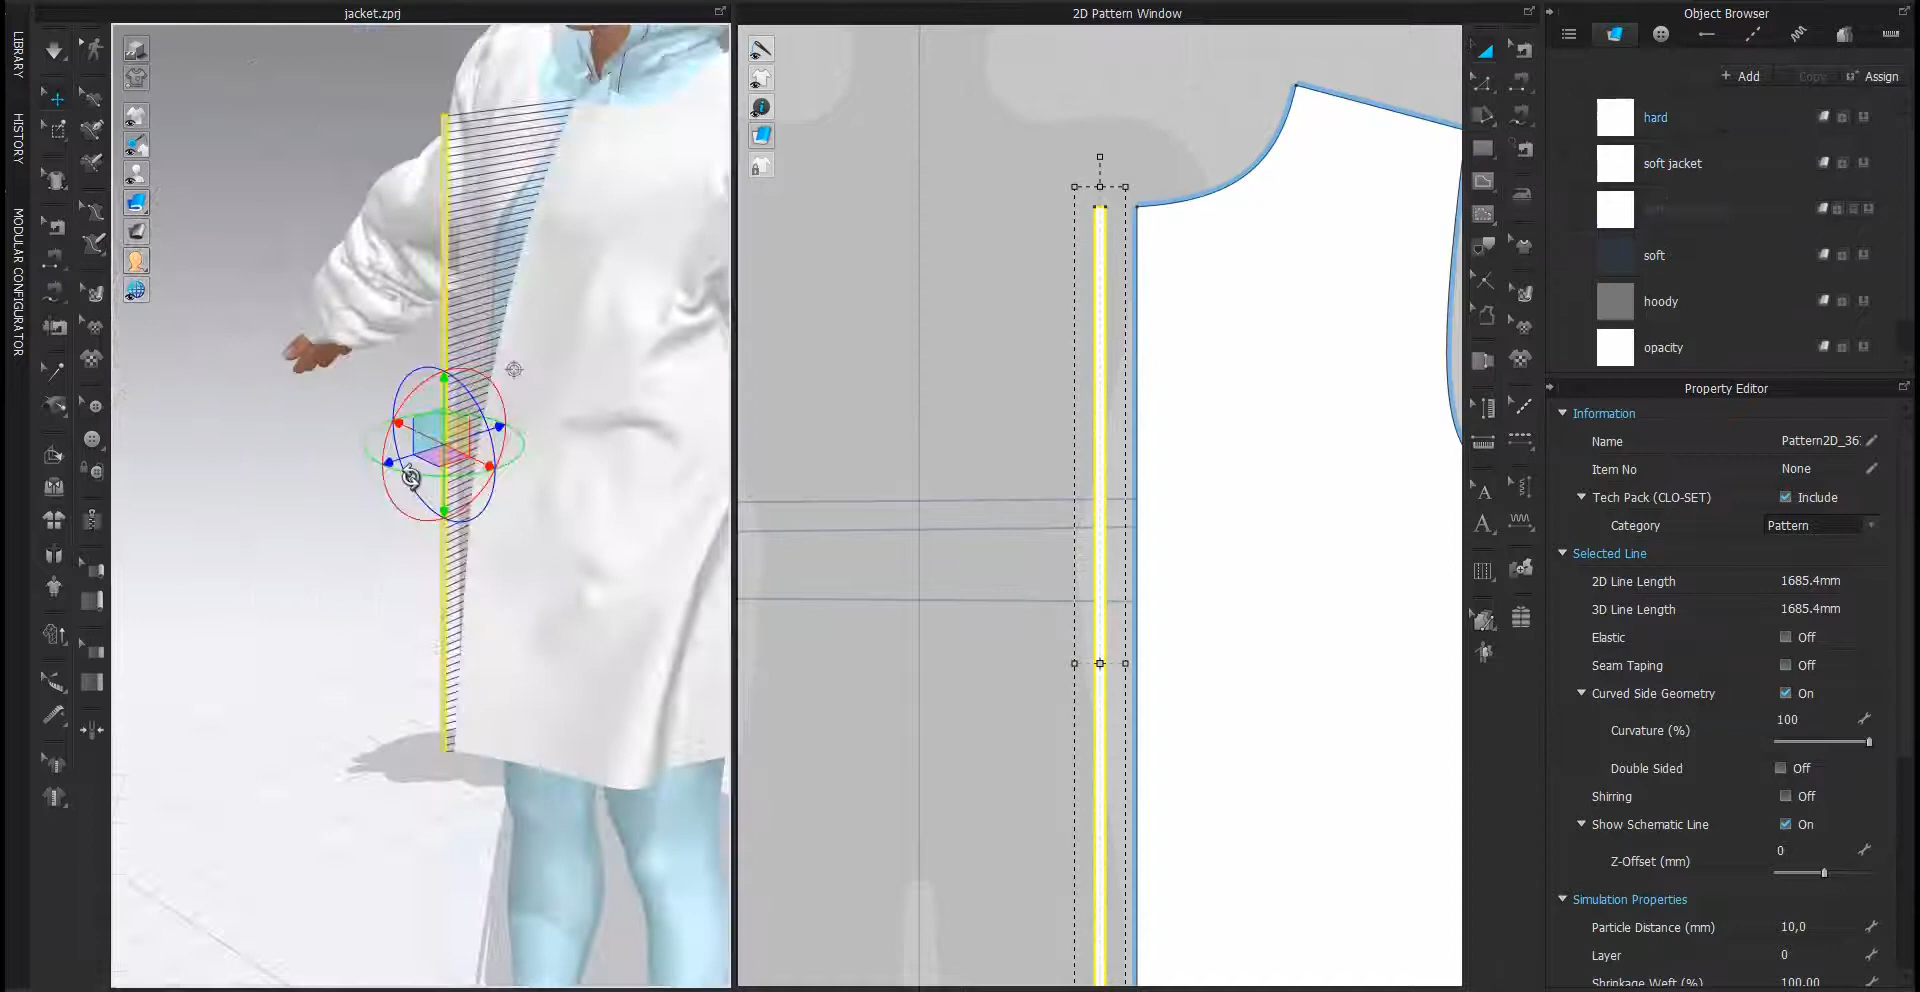 jacket.zprj
2D Pattern Window
Object Browser
LIBRARY
HISTORY
MODULAR CONFIGURATOR
+ Add
Copy
Assign
hard
soft jacket
soft
hoody
opacity
Property Editor
Information
Name Pattern2D_36
Item No None
Tech Pack (CLO-SET) Include
Category Pattern
Selected Line
2D Line Length 1685.4mm
3D Line Length 1685.4mm
Elastic Off
Seam Taping Off
Curved Side Geometry On
Curvature (%) 100
Double Sided Off
Shirring Off
Show Schematic Line On
Z-Offset (mm) 0
Simulation Properties
Particle Distance (mm) 10,0
Layer 0
Shrinkage Weft (%) 100.00